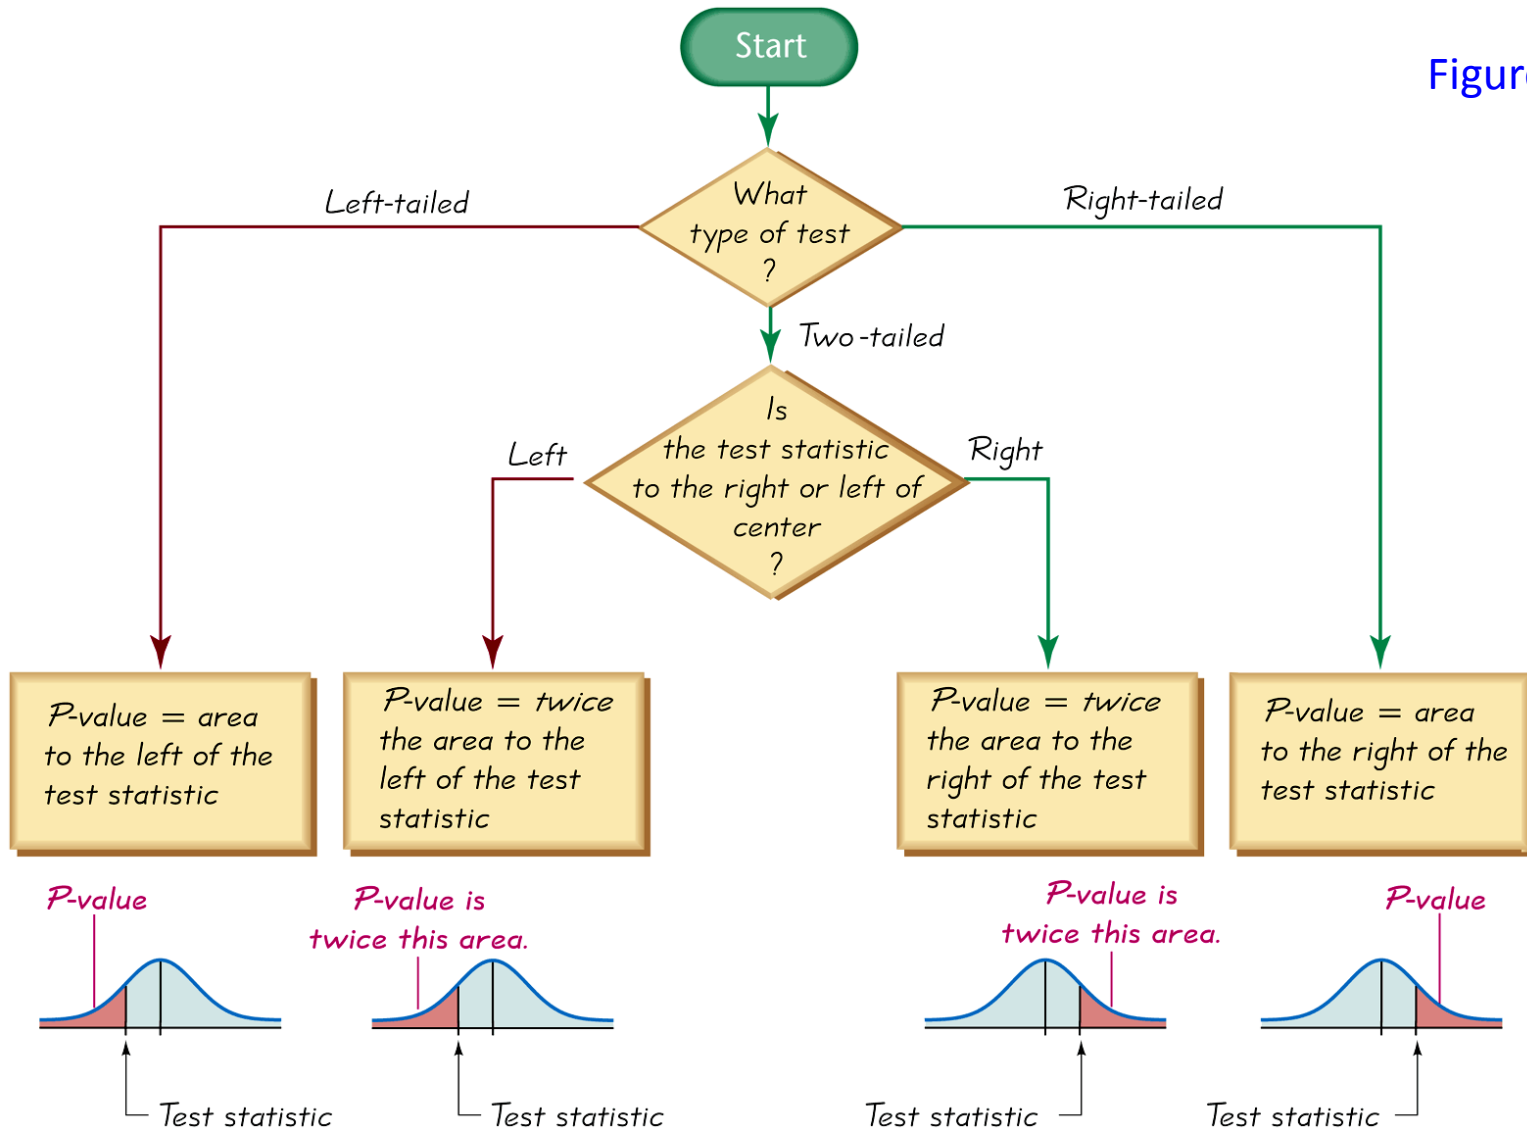 Start
Figure
Left-tailed
What
type of test
?
Right-tailed
Two-tailed
Is
the test statistic
to the right or left of
center
?
Left
Right
P-value = area
to the left of the
test statistic
P-value = twice
the area to the
left of the test
statistic
P-value = twice
the area to the
right of the test
statistic
P-value = area
to the right of the
test statistic
P-value
P-value is
twice this area.
P-value is
twice this area.
P-value
Test statistic
Test statistic
Test statistic
Test statistic